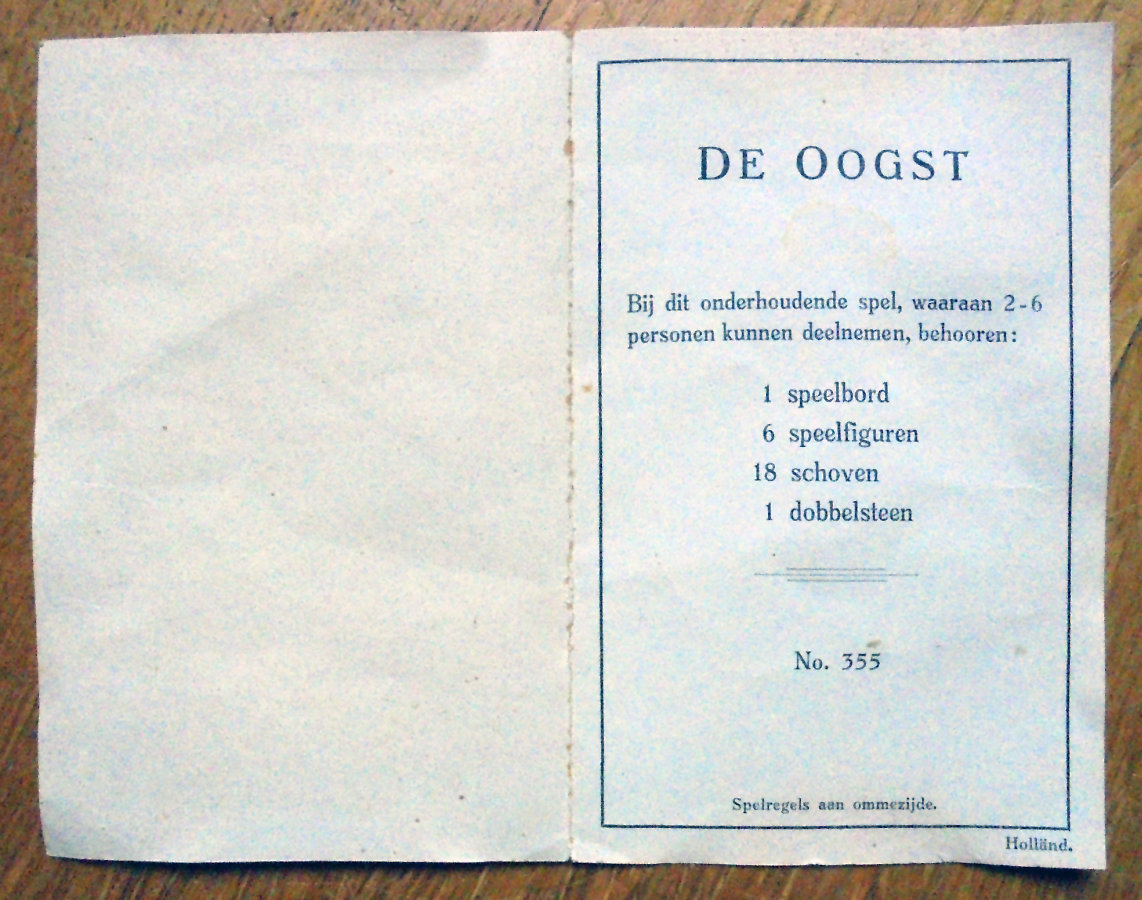 DE OOGST
Bij dit onderhoudende spel, waaraan 2-6
personen kunnen deelnemen, behooren:
1 speelbord
6 speelfiguren
18 schoven
1 dobbelsteen
No. 355
Spelregels aan ommezijde.
Holland.